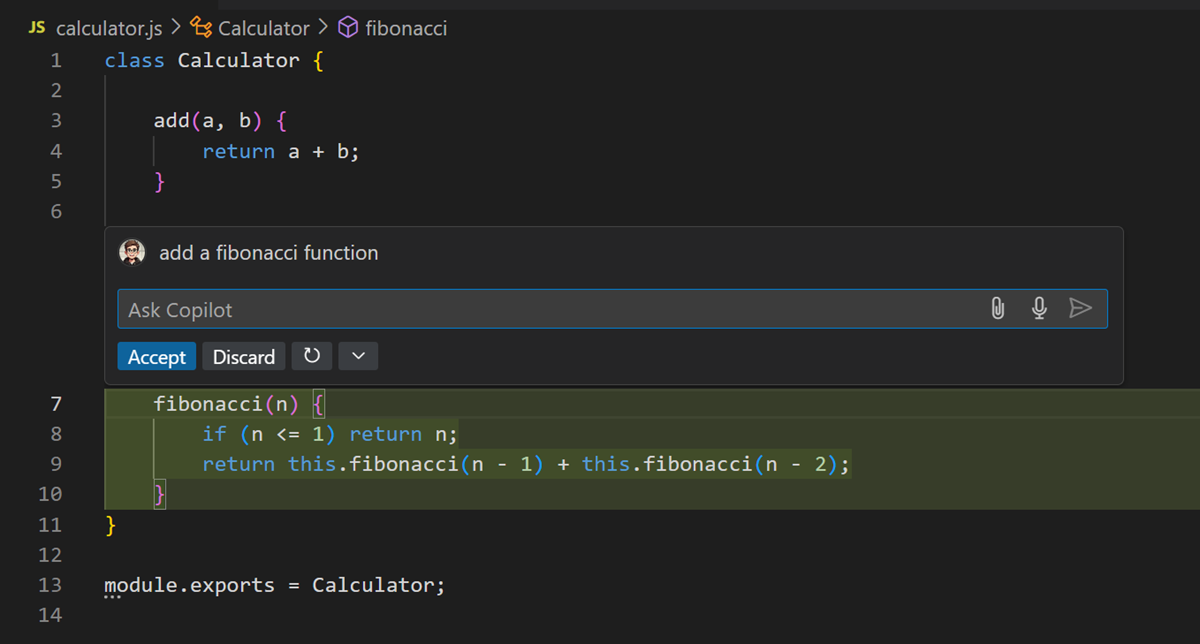 JS calculator.js > Calculator > fibonacci
1 class Calculator {
2
3 add(a, b) {
4 return a + b;
5 }
6
add a fibonacci function
Ask Copilot
Accept Discard
7 fibonacci(n) {
8 if (n <= 1) return n;
9 return this.fibonacci(n - 1) + this.fibonacci(n - 2);
10 }
11 }
12
13 module.exports = Calculator;
14